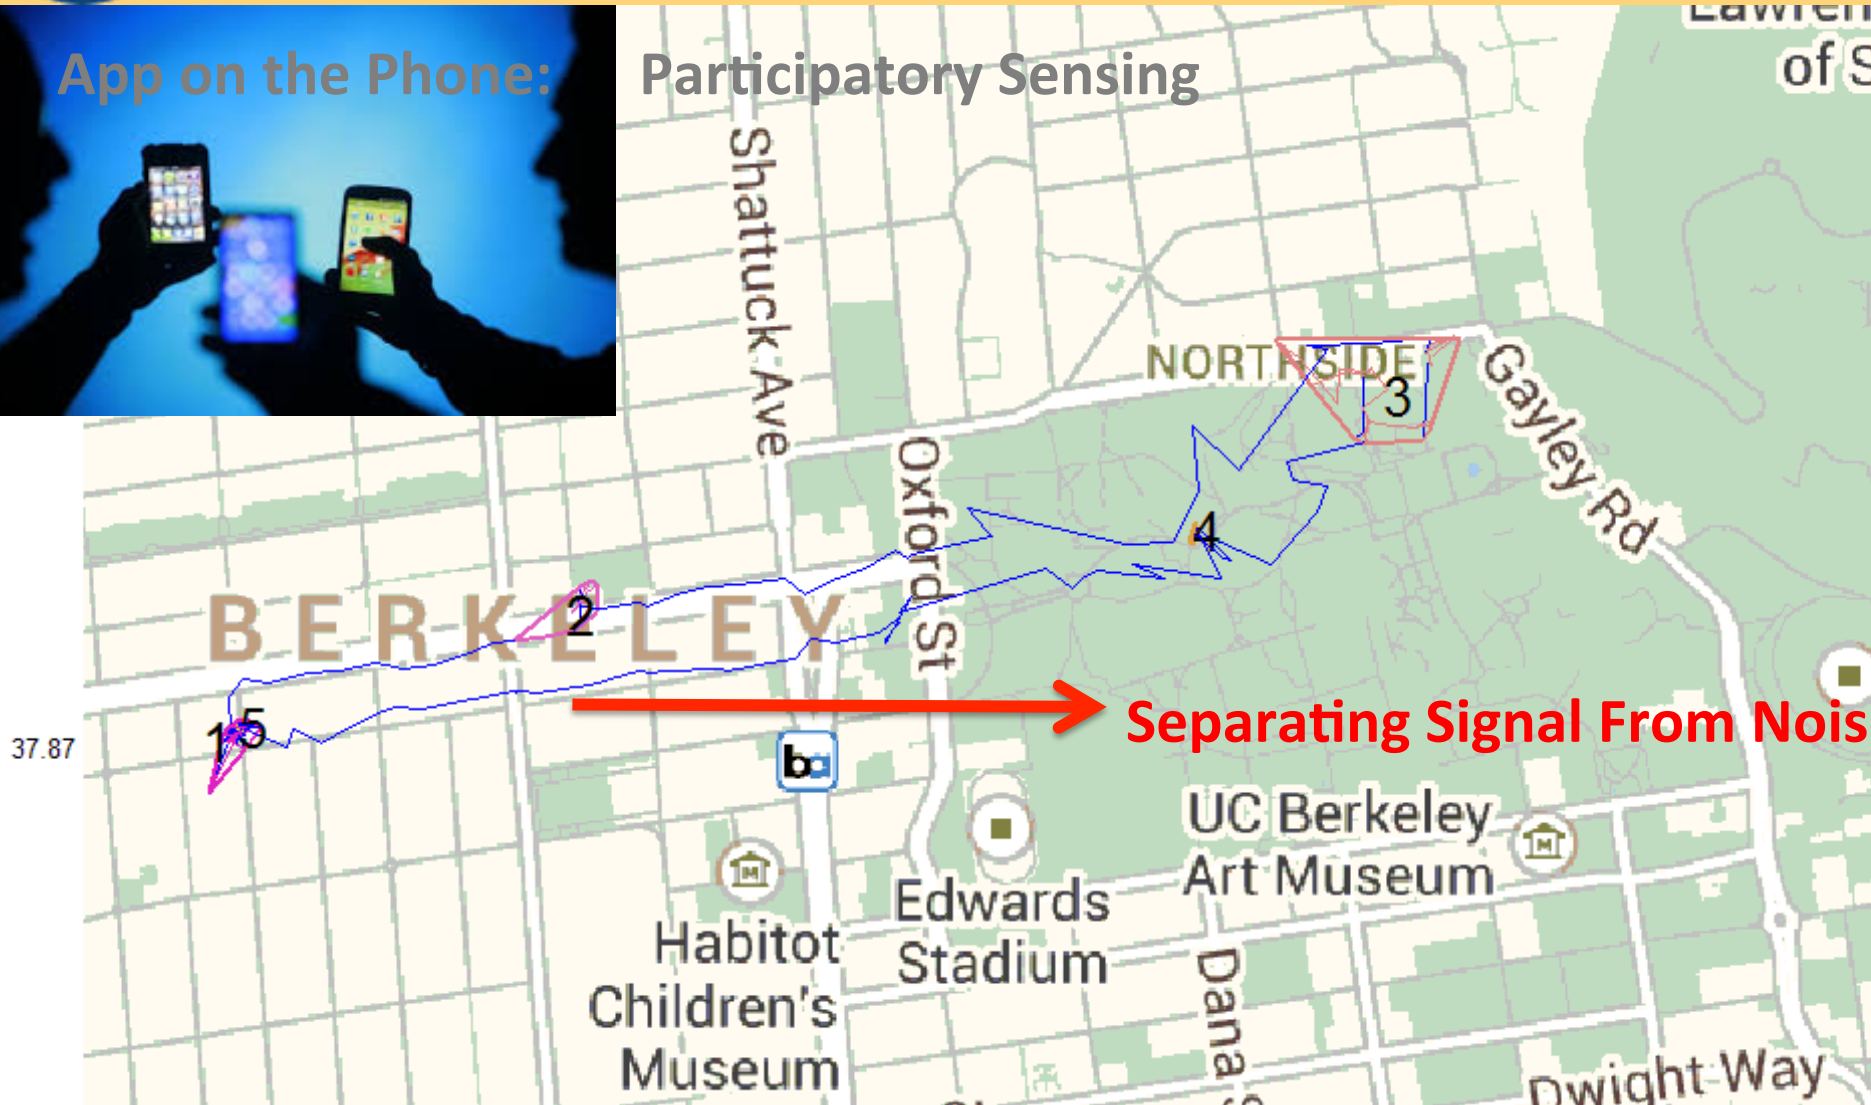 App on the Phone: Participatory Sensing
of S
Shattuck Ave
NORTHSIDE
3
Gayley Rd
Oxford St
4
BERKELEY
2
1
5
37.87
Separating Signal From Nois
ba
UC Berkeley
Art Museum
Edwards
Stadium
Habitot
Children's
Museum
Dana S
Dwight Way